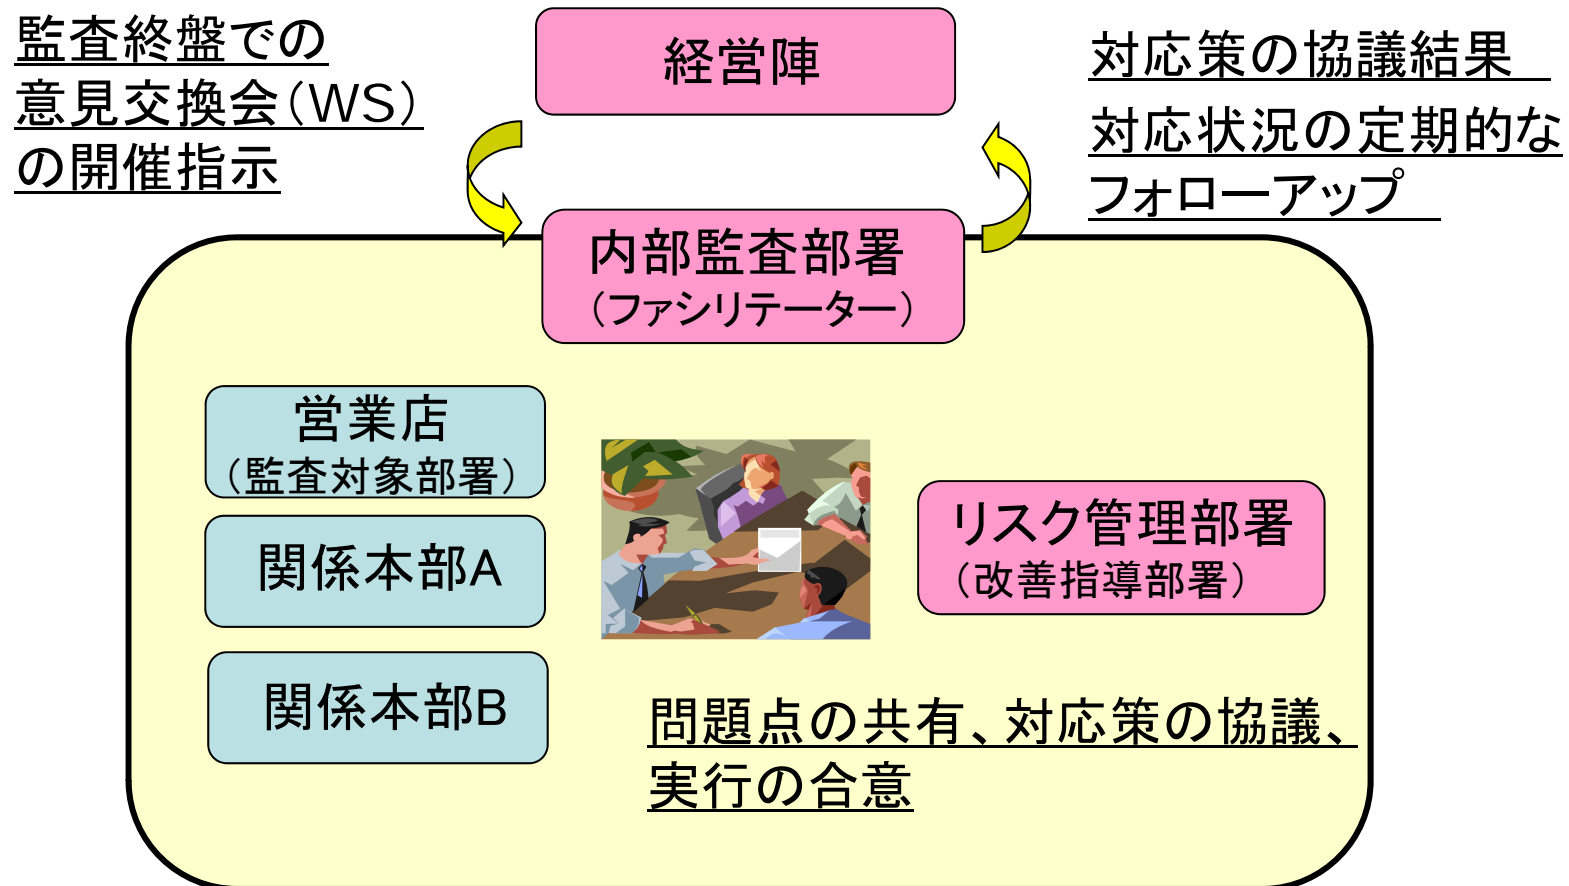 監査終盤での
意見交換会(WS)
の開催指示
経営陣
対応策の協議結果
対応状況の定期的な
フォローアップ
内部監査部署
(ファシリテーター)
営業店
(監査対象部署)
関係本部A
関係本部B
リスク管理部署
(改善指導部署)
問題点の共有、対応策の協議、
実行の合意